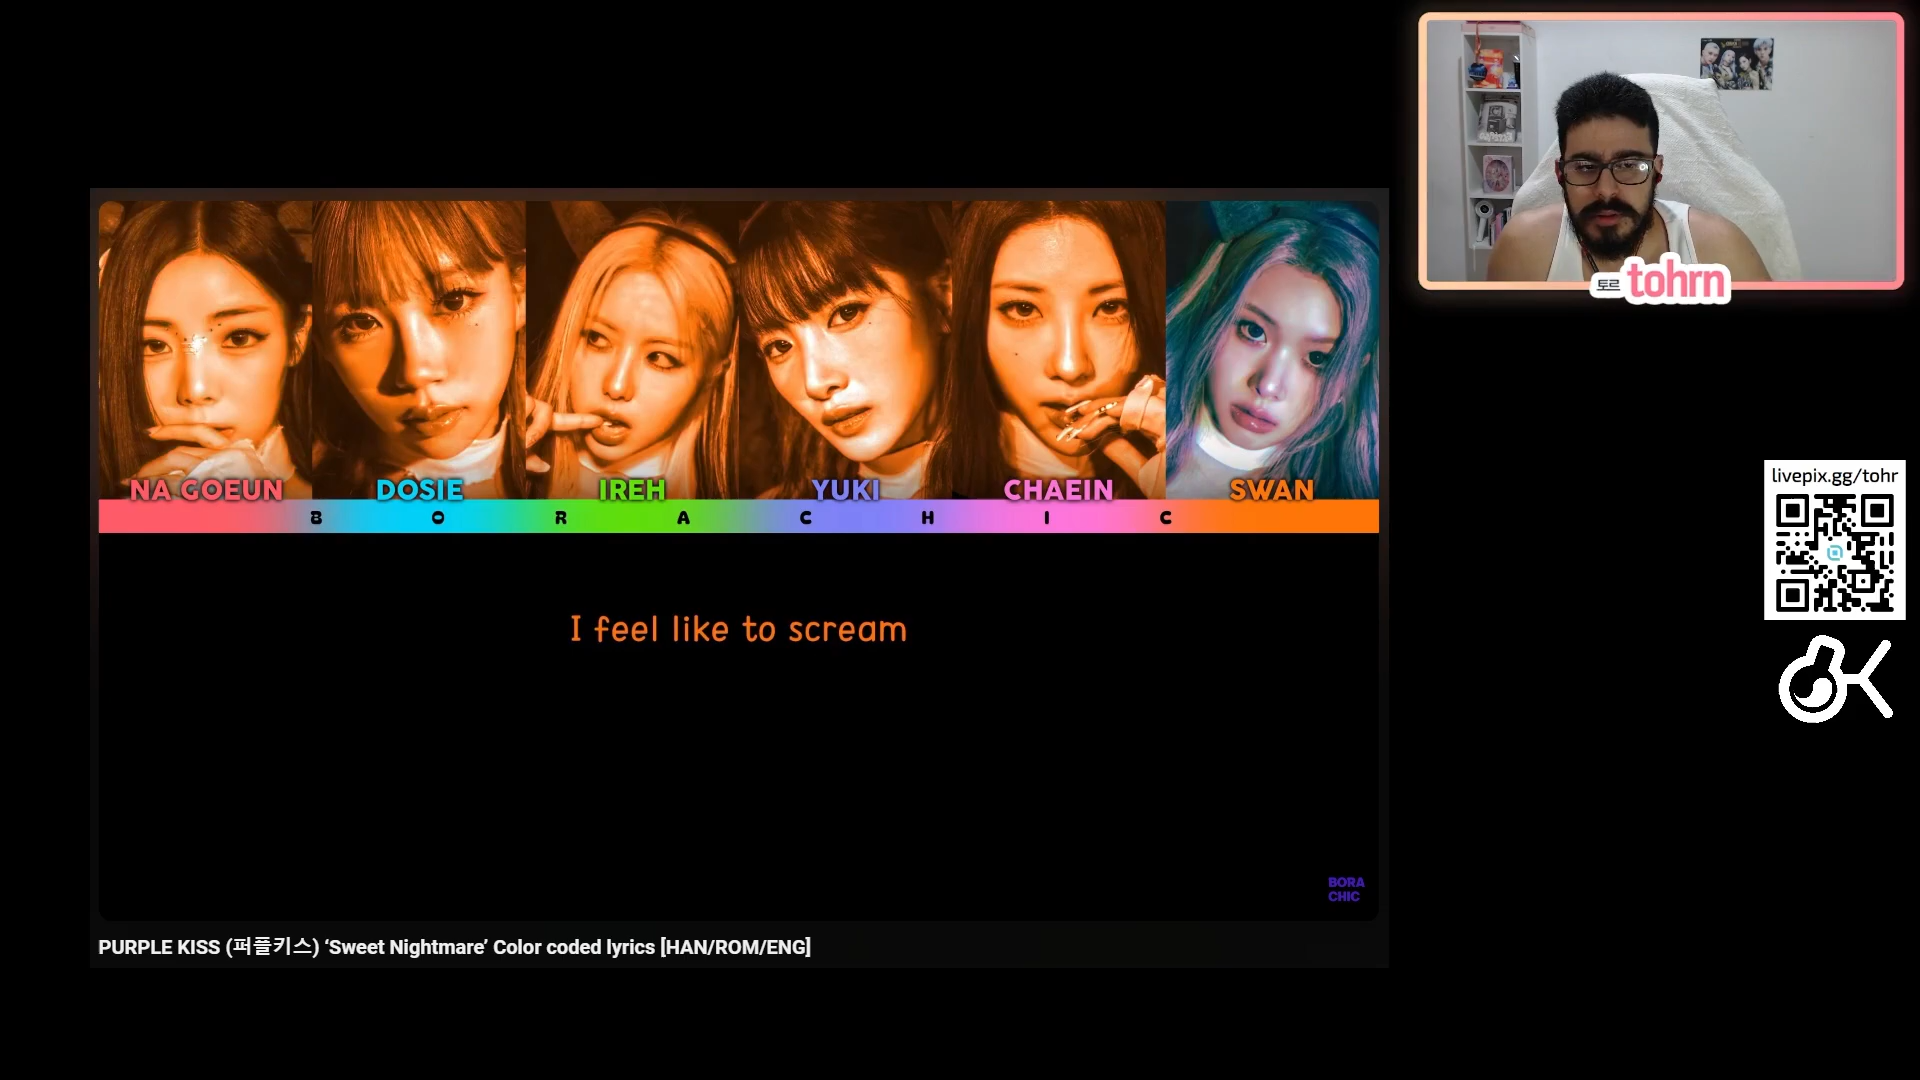 토르 tohrn
livepix.gg/tohr
NA GOEUN
DOSIE
IREH
YUKI
CHAEIN
SWAN
B O R A C H I C
I feel like to scream
BORA
CHIC
PURPLE KISS (퍼플키스) ‘Sweet Nightmare’ Color coded lyrics [HAN/ROM/ENG]